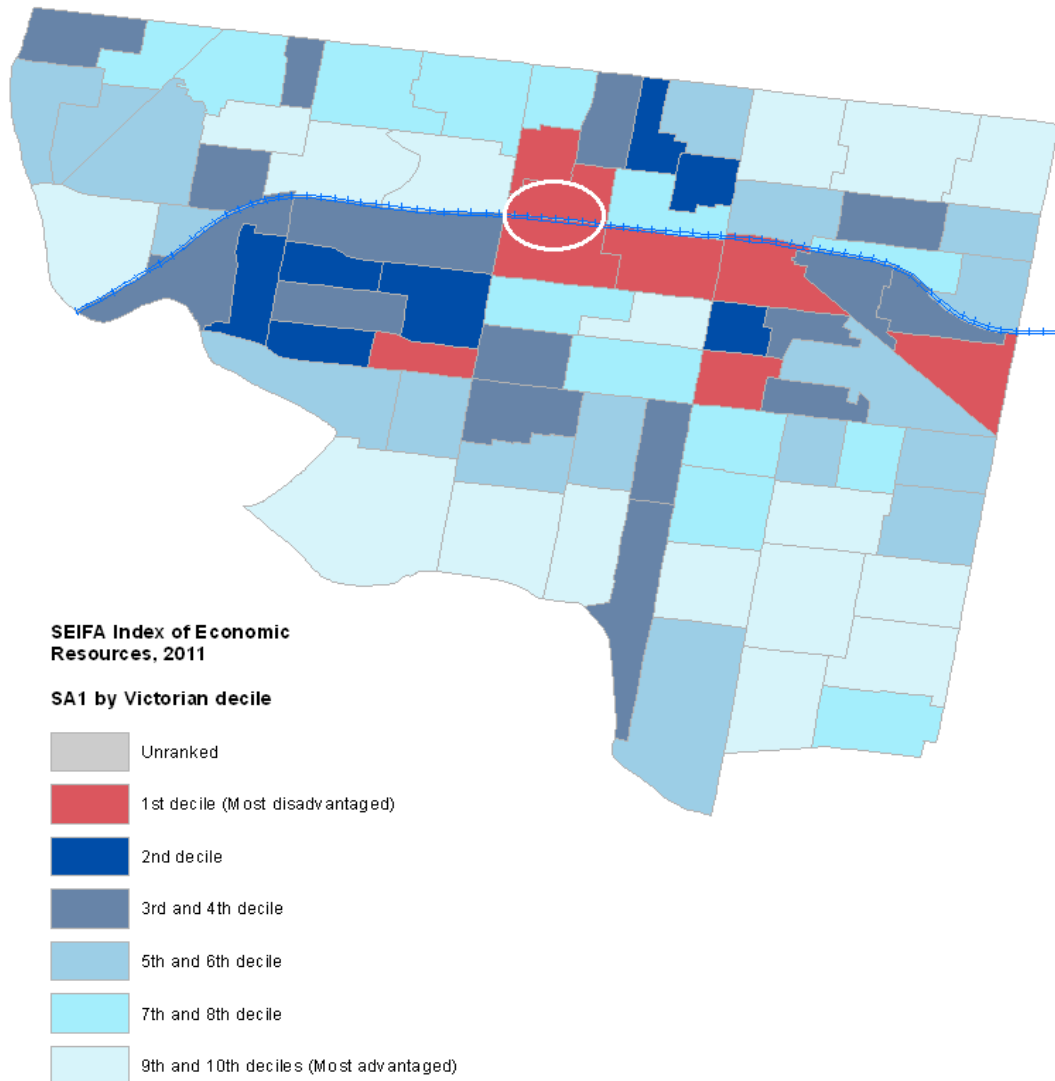 SEIFA Index of Economic
Resources, 2011
SA1 by Victorian decile
Unranked
1st decile (Most disadvantaged)
2nd decile
3rd and 4th decile
5th and 6th decile
7th and 8th decile
9th and 10th deciles (Most advantaged)